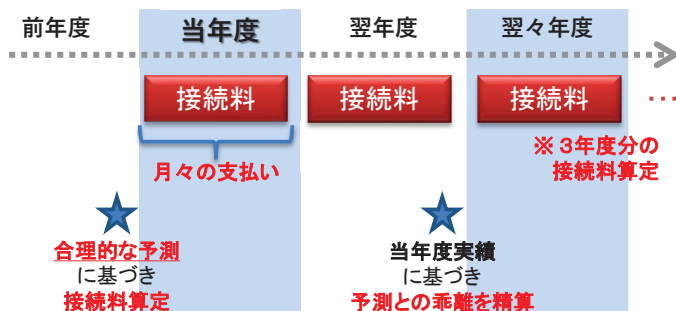 前年度
当年度
翌年度
翌々年度
接続料
接続料
接続料
…
月々の支払い
※３年度分の
接続料算定
合理的な予測
に基づき
接続料算定
当年度実績
に基づき
予測との乖離を精算